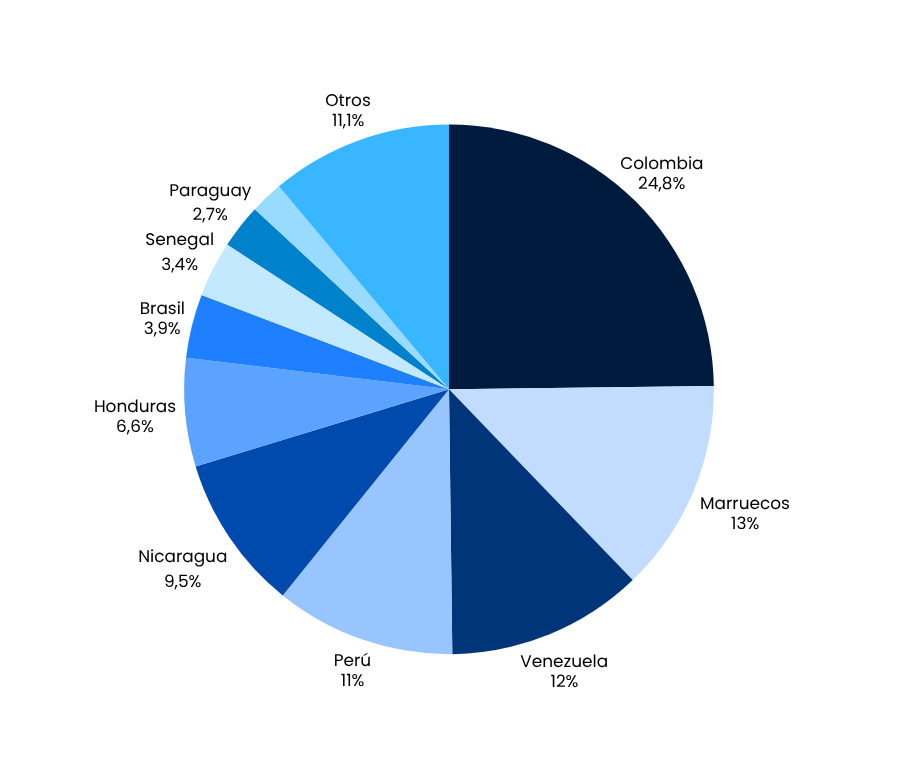 Otros
11,1%
Colombia
24,8%
Paraguay
2,7%
Senegal
3,4%
Brasil
3,9%
Honduras
6,6%
Marruecos
13%
Nicaragua
9,5%
Perú
11%
Venezuela
12%